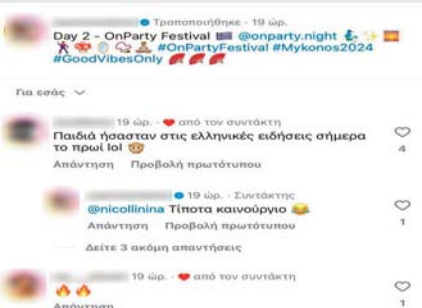 Τροποποιήθηκε · 19 ώρ.
Day 2 - OnParty Festival 🇬🇷 @onparty.night
#OnPartyFestival #Mykonos2024
#GoodVibesOnly
Για εσάς
19 ώρ. · ❤️ από τον συντάκτη
Παιδιά ήσασταν στις ελληνικές ειδήσεις σήμερα
το πρωί lol
4
Απάντηση Προβολή πρωτότυπου
19 ώρ. · Συντάκτης
@nicollinina Τίποτα καινούργιο 😂
1
Απάντηση Προβολή πρωτότυπου
Δείτε 3 ακόμη απαντήσεις
19 ώρ. · ❤️ από τον συντάκτη
🔥🔥
1
Απάντηση